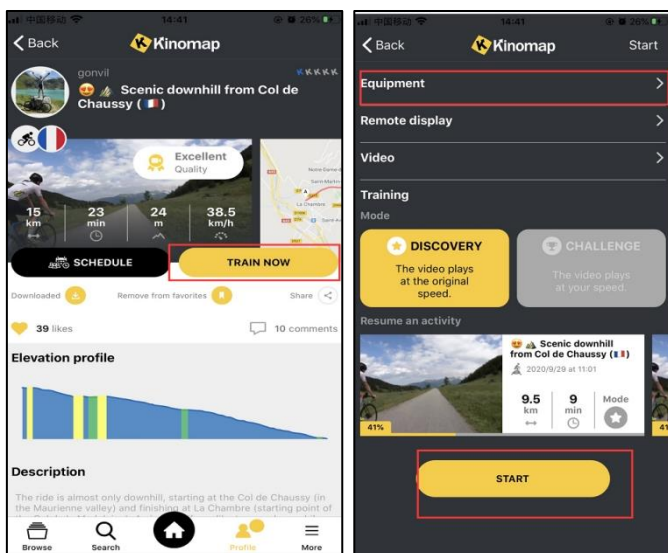 中国移动
14:41
26%
Back
Kinomap
gonvil
KKKKK
Scenic downhill from Col de
Chaussy ( )
Excellent
Quality
15
km
23
min
24
m
38.5
km/h
SCHEDULE
TRAIN NOW
Downloaded
Remove from favorites
Share
39 likes
10 comments
Elevation profile
Description
The ride is almost only downhill, starting at the Col de Chaussy (in
the Maurienne valley) and finishing at La Chambre (starting point of
Browse
Search
Profile
More
中国移动
14:41
26%
Back
Kinomap
Start
Equipment
Remote display
Video
Training
Mode
DISCOVERY
The video plays
at the original
speed.
CHALLENGE
The video plays
at your speed.
Resume an activity
Scenic downhill
from Col de Chaussy ( )
2020/9/29 at 11:01
9.5
km
9
min
Mode
41%
41
START